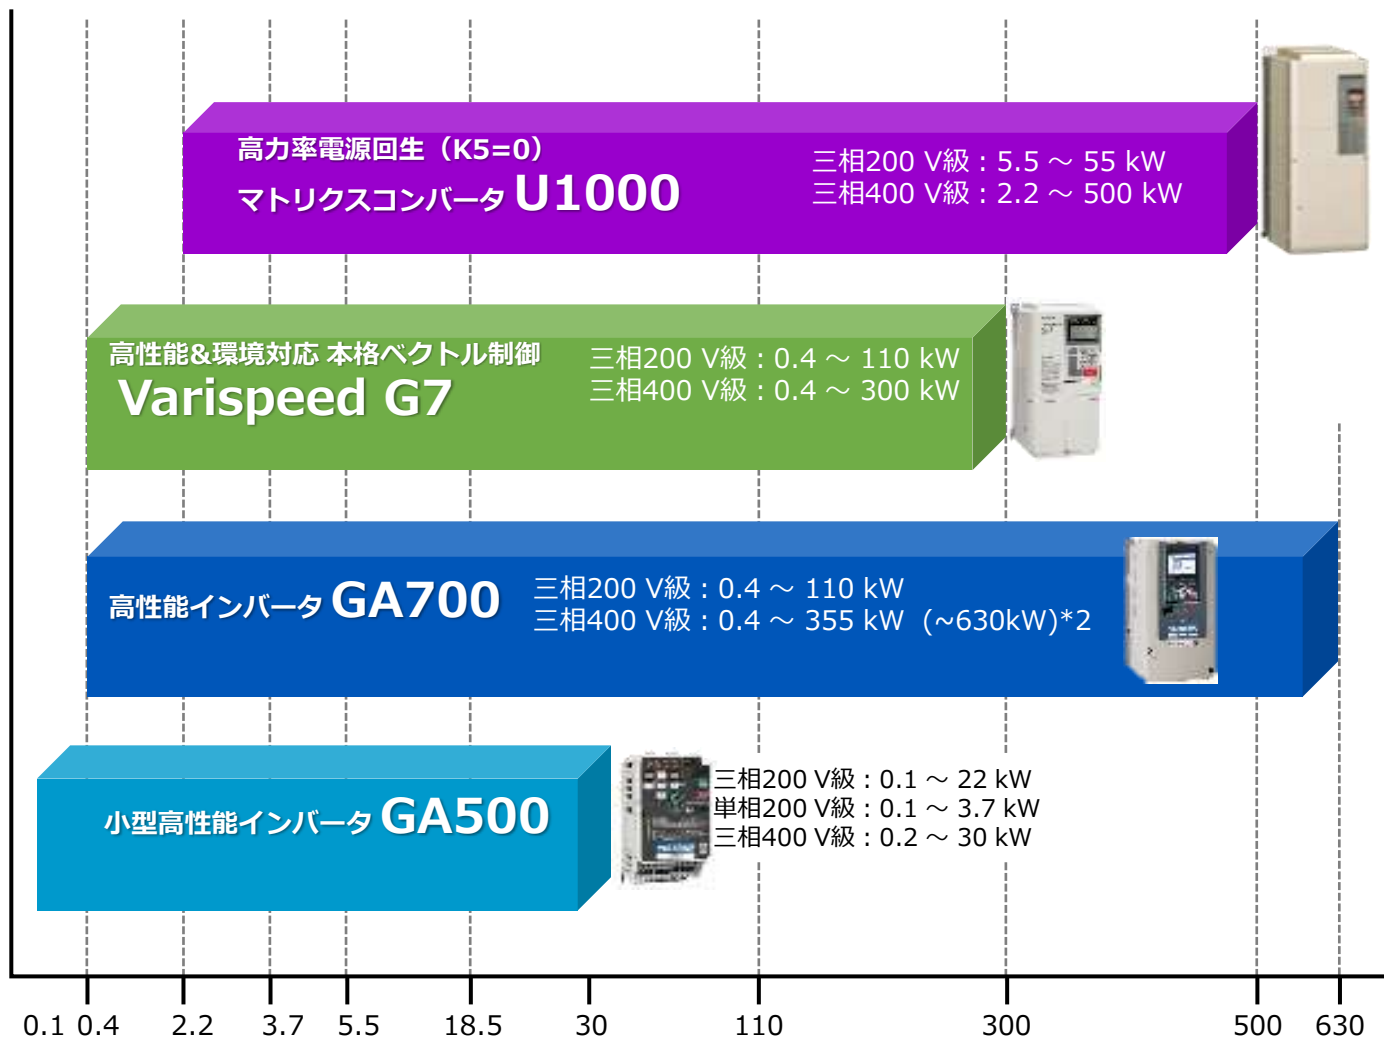 高力率電源回生（K5=0）
マトリクスコンバータ U1000
三相200 V級：5.5 ～ 55 kW
三相400 V級：2.2 ～ 500 kW
高性能&環境対応 本格ベクトル制御
Varispeed G7
三相200 V級：0.4 ～ 110 kW
三相400 V級：0.4 ～ 300 kW
高性能インバータ GA700
三相200 V級：0.4 ～ 110 kW
三相400 V級：0.4 ～ 355 kW (~630kW)*2
小型高性能インバータ GA500
三相200 V級：0.1 ～ 22 kW
単相200 V級：0.1 ～ 3.7 kW
三相400 V級：0.2 ～ 30 kW
0.1 0.4 2.2 3.7 5.5 18.5 30 110 300 500 630